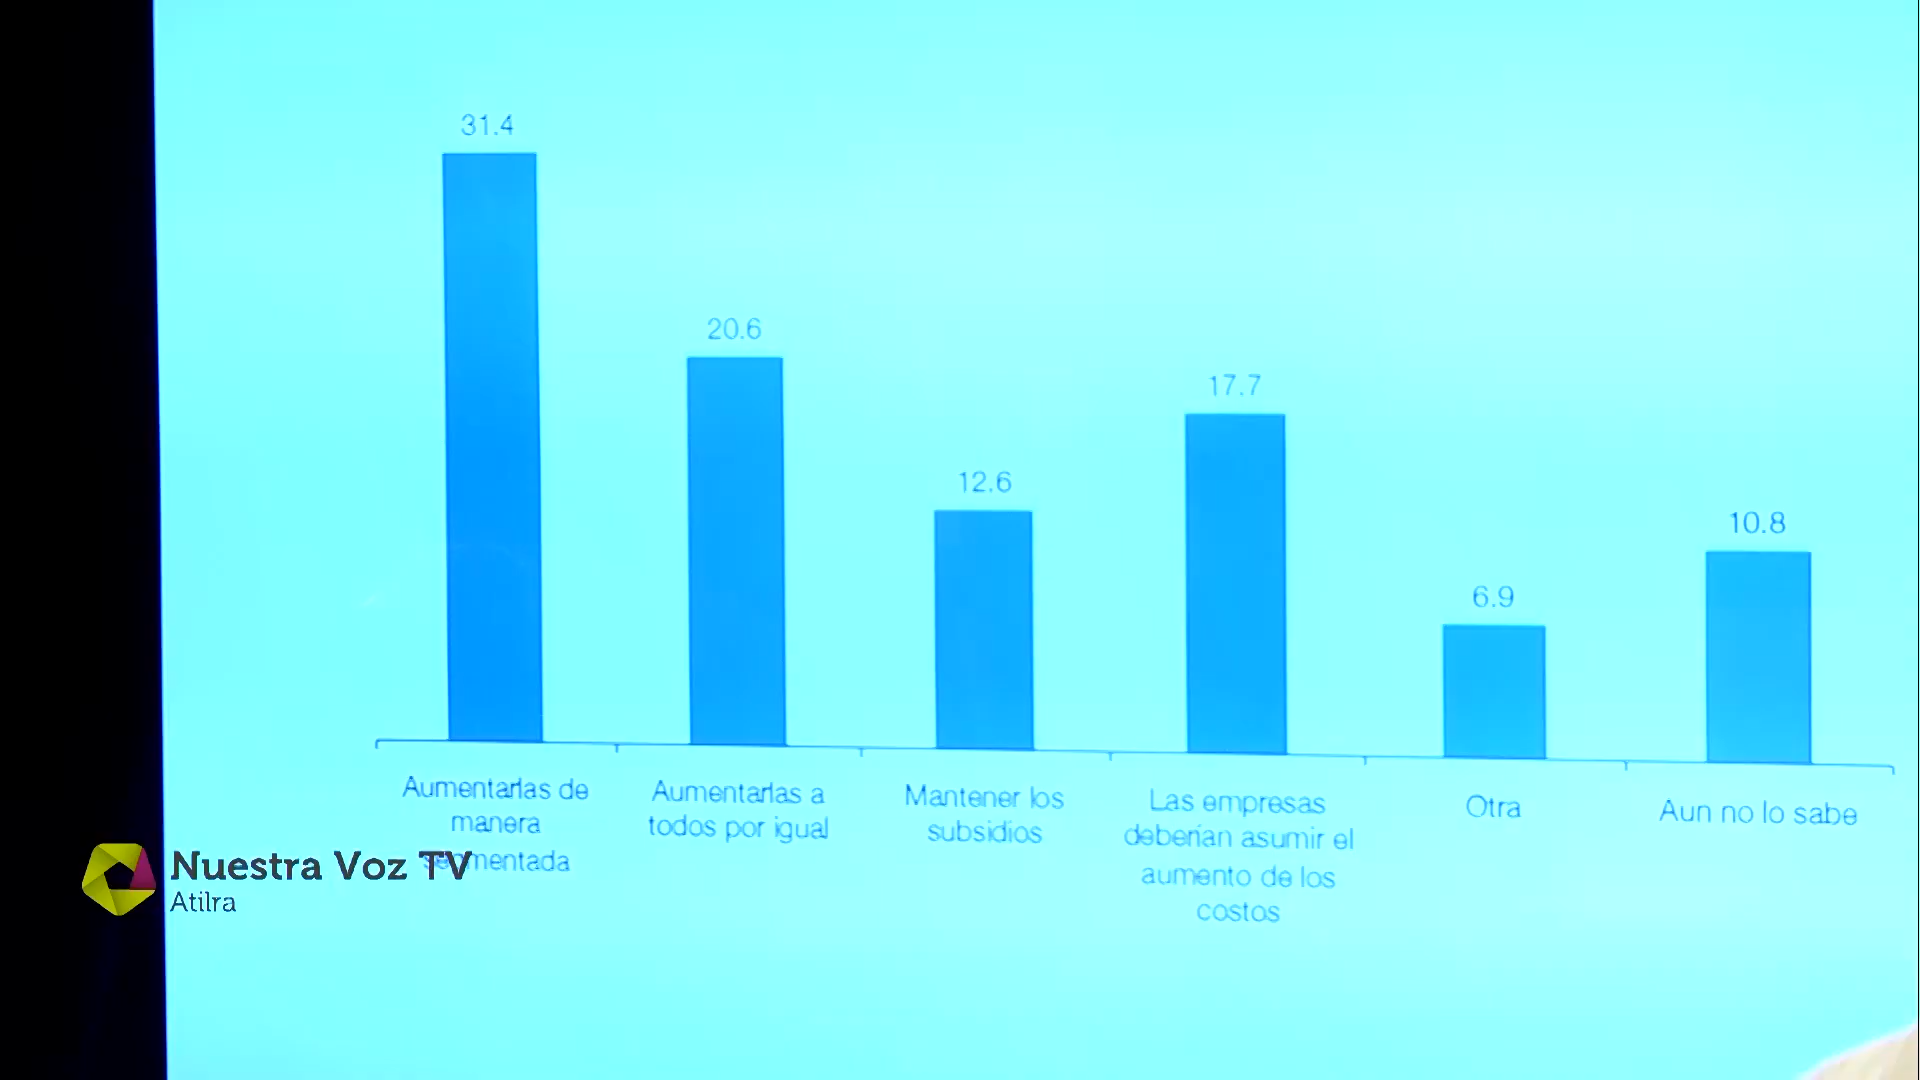 31.4
20.6
12.6
17.7
6.9
10.8
Aumentarlas de
manera
segmentada
Aumentarlas a
todos por igual
Mantener los
subsidios
Las empresas
deberían asumir el
aumento de los
costos
Otra
Aun no lo sabe
Nuestra Voz TV
Atilra